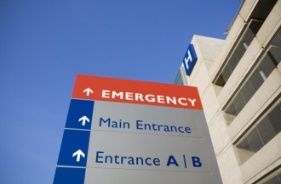 H
↑ EMERGENCY
↑ Main Entrance
↑ Entrance A | B